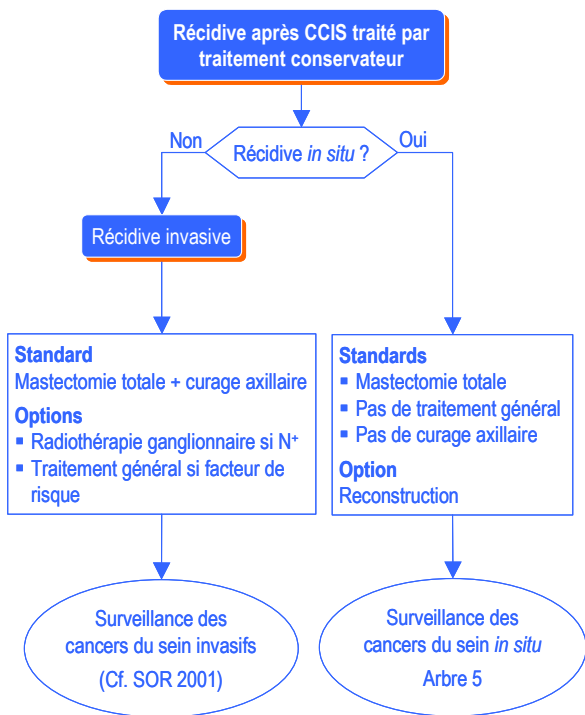 Récidive après CCIS traité par
traitement conservateur
Non
Récidive in situ ?
Oui
Récidive invasive
Standard
Mastectomie totale + curage axillaire
Options
▪ Radiothérapie ganglionnaire si N+
▪ Traitement général si facteur de
risque
Standards
▪ Mastectomie totale
▪ Pas de traitement général
▪ Pas de curage axillaire
Option
Reconstruction
Surveillance des
cancers du sein invasifs
(Cf. SOR 2001)
Surveillance des
cancers du sein in situ
Arbre 5